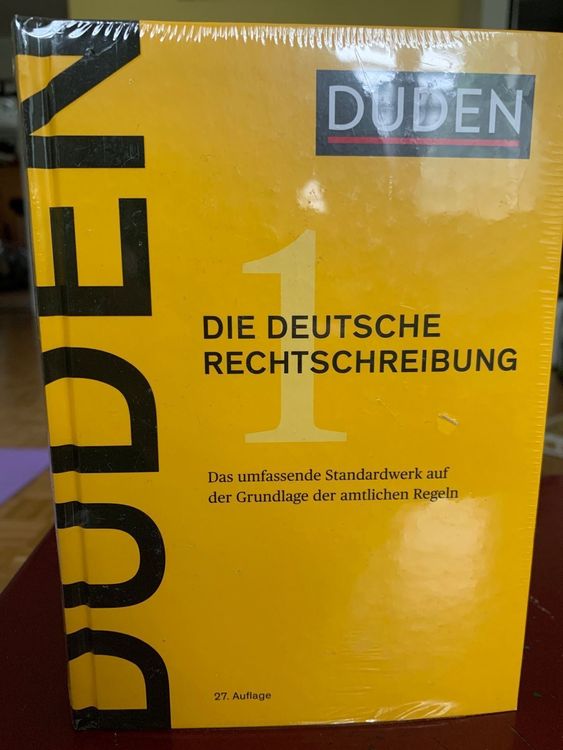 DUDEN
DUDEN
1
DIE DEUTSCHE
RECHTSCHREIBUNG
Das umfassende Standardwerk auf
der Grundlage der amtlichen Regeln
27. Auflage